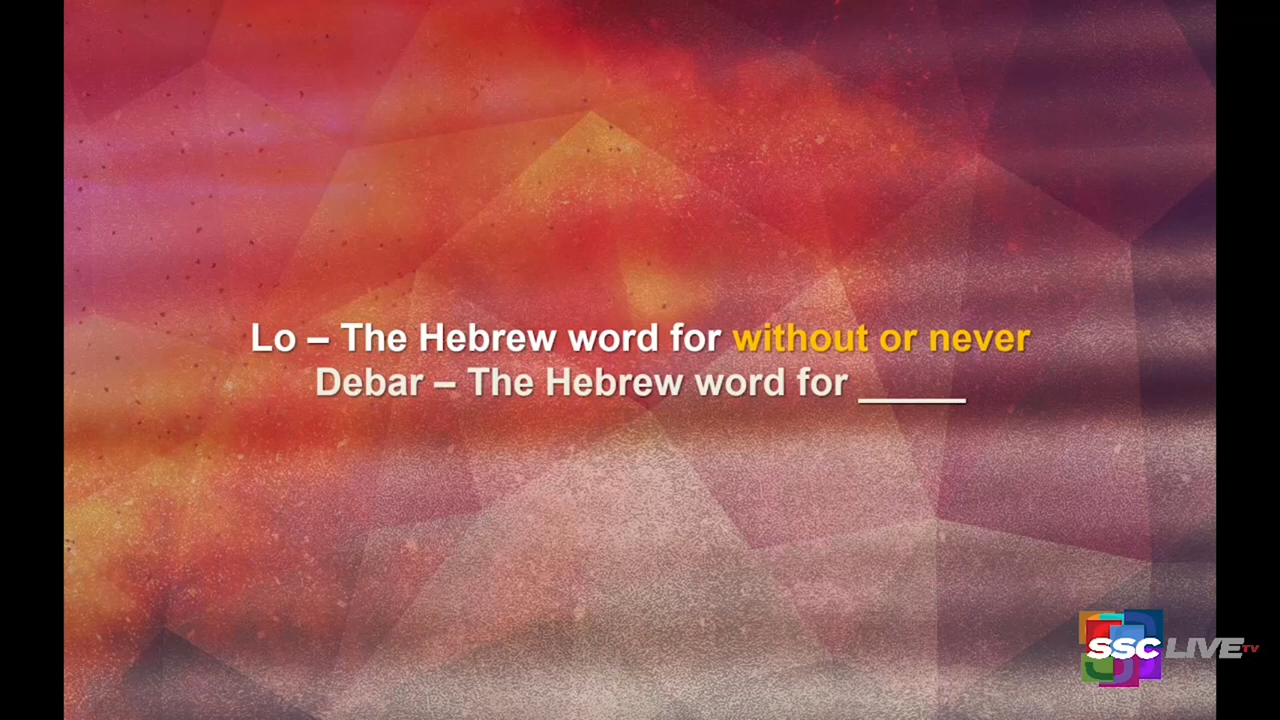 Lo – The Hebrew word for without or never
Debar – The Hebrew word for _____
SSC LIVE TV